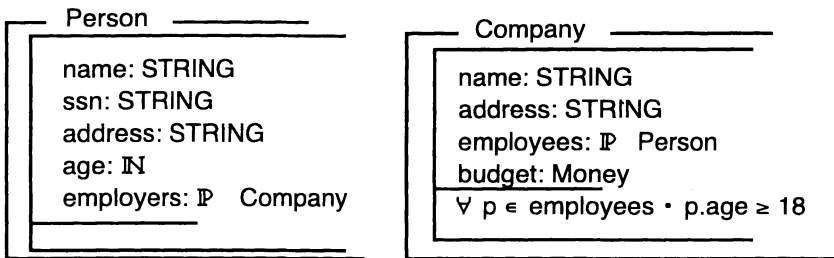 Person
name: STRING
ssn: STRING
address: STRING
age: ℕ
employers: ℙ Company
Company
name: STRING
address: STRING
employees: ℙ Person
budget: Money
∀ p ∈ employees • p.age ≥ 18